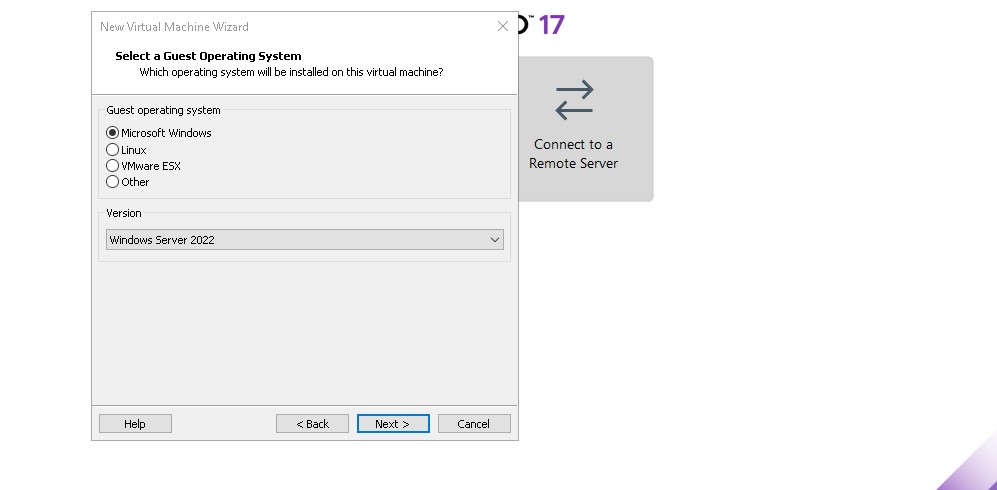 New Virtual Machine Wizard
™ 17
Select a Guest Operating System
Which operating system will be installed on this virtual machine?
Guest operating system
Microsoft Windows
Linux
VMware ESX
Other
Version
Windows Server 2022
Help
< Back
Next >
Cancel
Connect to a
Remote Server